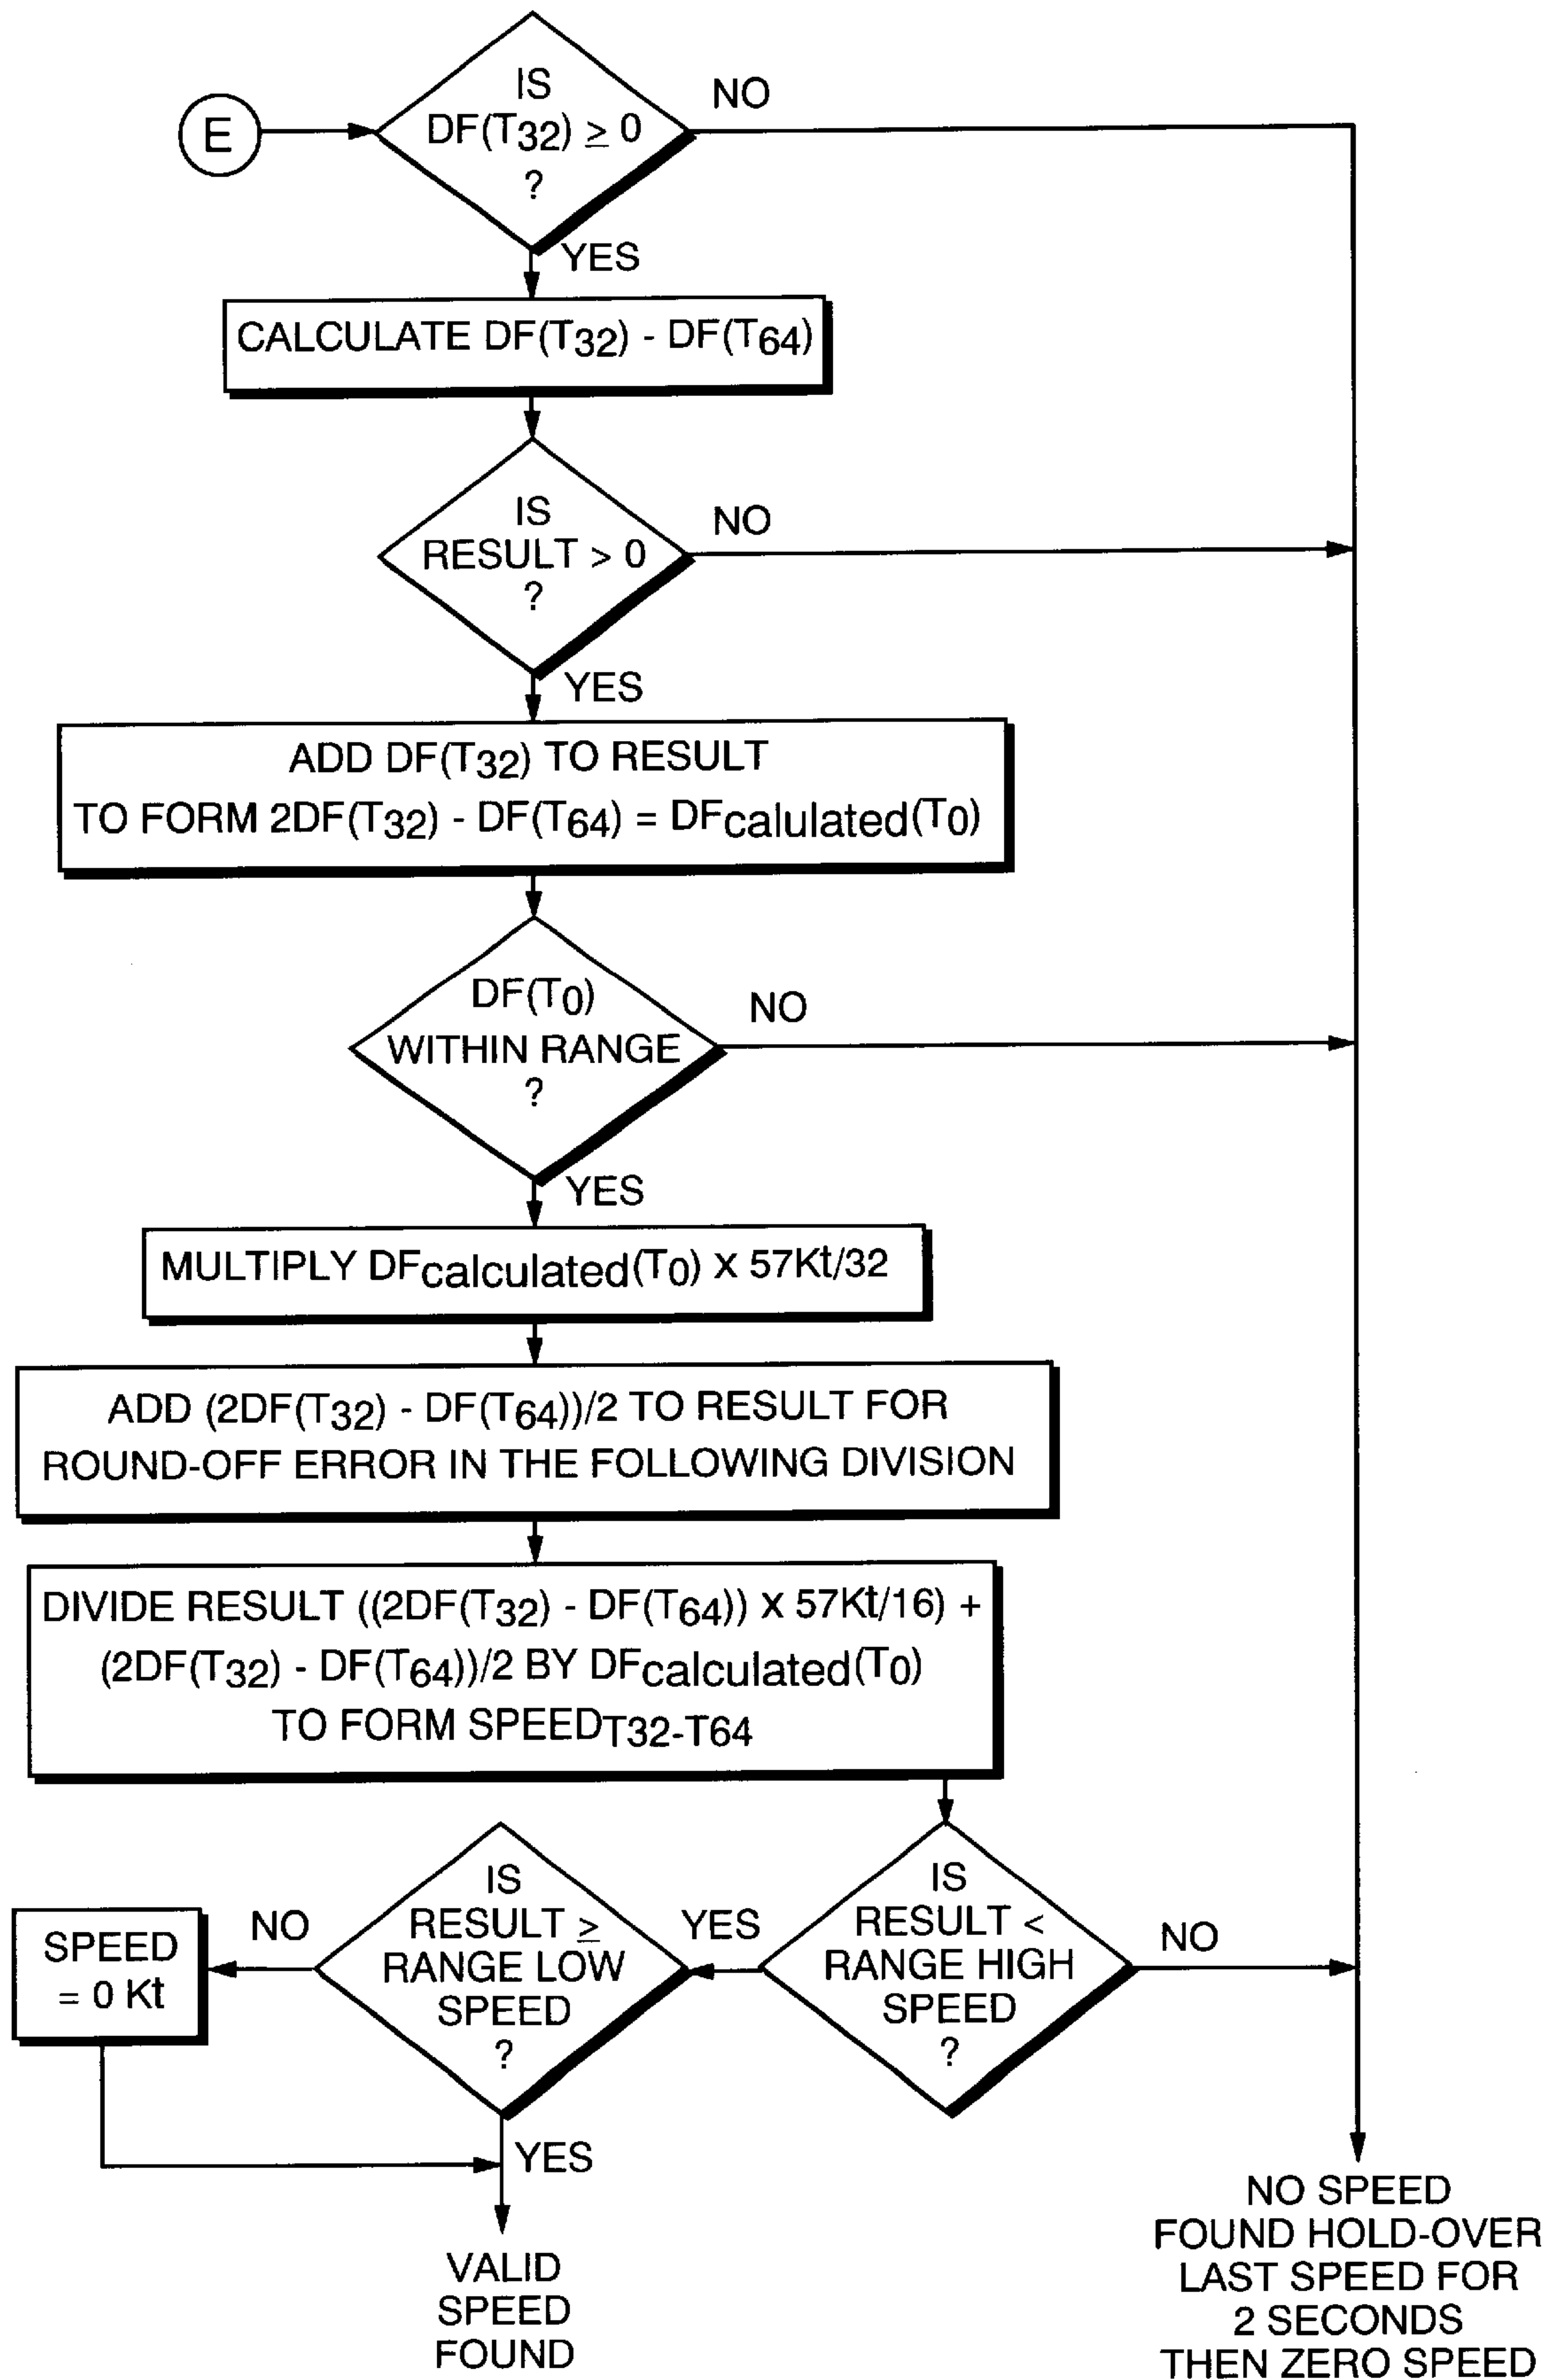 IS
DF(T32) ≥ 0
?
NO
E
YES
CALCULATE DF(T32) - DF(T64)
IS
RESULT > 0
?
NO
YES
ADD DF(T32) TO RESULT
TO FORM 2DF(T32) - DF(T64) = DFcalulated(T0)
DF(T0)
WITHIN RANGE
?
NO
YES
MULTIPLY DFcalculated(T0) X 57Kt/32
ADD (2DF(T32) - DF(T64))/2 TO RESULT FOR
ROUND-OFF ERROR IN THE FOLLOWING DIVISION
DIVIDE RESULT ((2DF(T32) - DF(T64)) X 57Kt/16) +
(2DF(T32) - DF(T64))/2 BY DFcalculated(T0)
TO FORM SPEEDT32-T64
IS
RESULT <
RANGE HIGH
SPEED
?
NO
YES
IS
RESULT ≥
RANGE LOW
SPEED
?
NO
SPEED
= 0 Kt
YES
VALID
SPEED
FOUND
NO SPEED
FOUND HOLD-OVER
LAST SPEED FOR
2 SECONDS
THEN ZERO SPEED